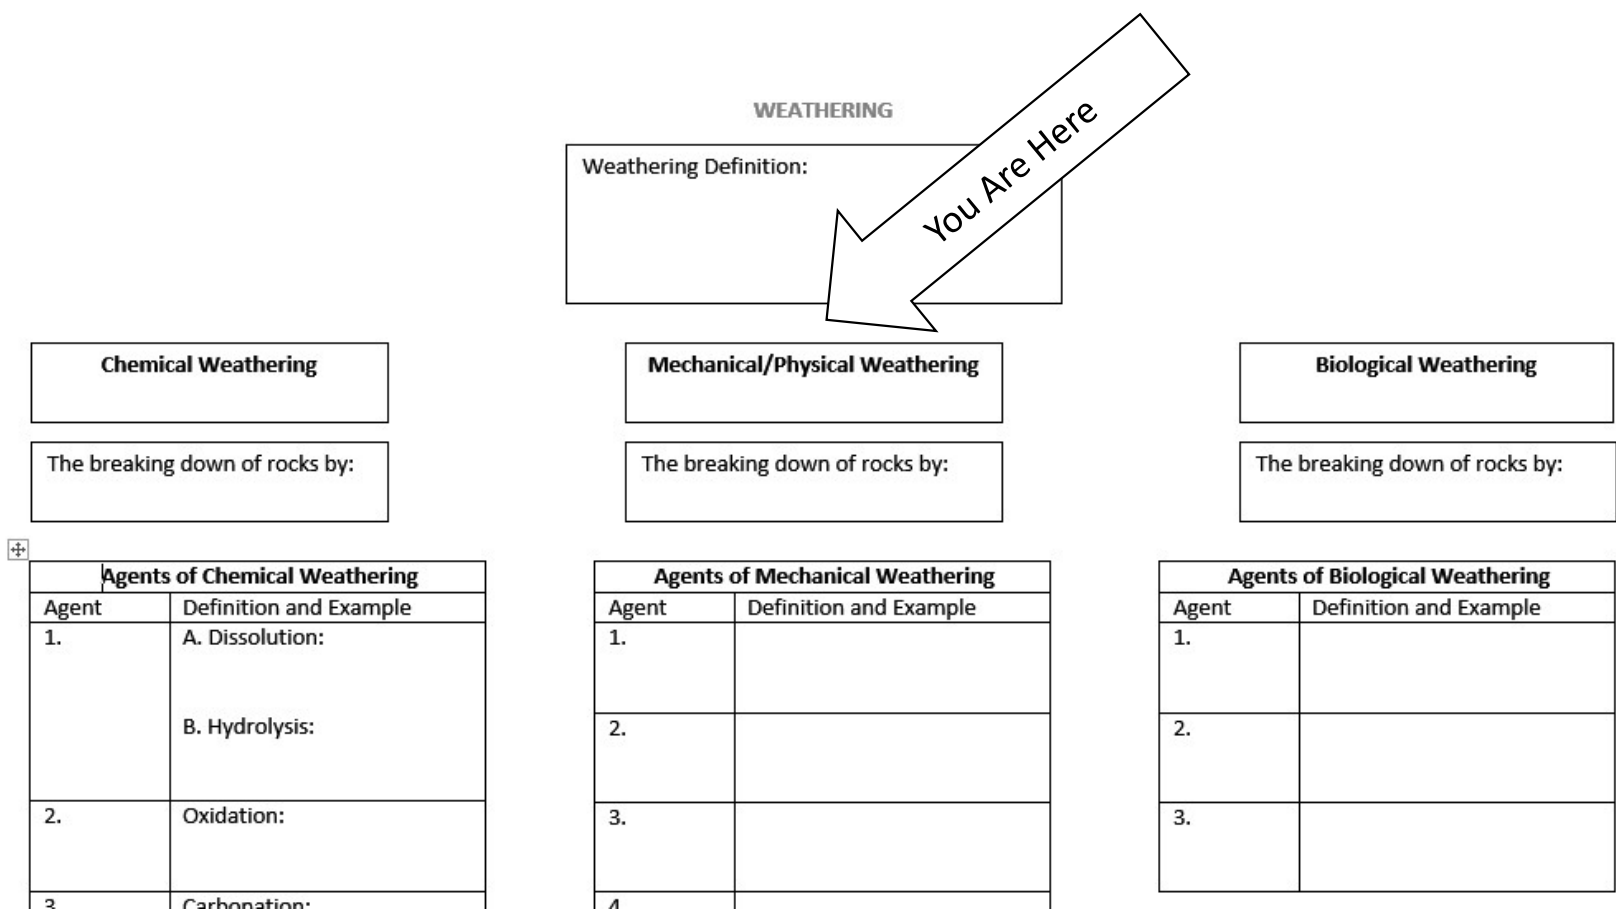 WEATHERING
Weathering Definition:
You Are Here
Chemical Weathering
Mechanical/Physical Weathering
Biological Weathering
The breaking down of rocks by:
The breaking down of rocks by:
The breaking down of rocks by:
Agents of Chemical Weathering
Agent Definition and Example
1. A. Dissolution:
B. Hydrolysis:
2. Oxidation:
3. Carbonation:
Agents of Mechanical Weathering
Agent Definition and Example
1.
2.
3.
4.
Agents of Biological Weathering
Agent Definition and Example
1.
2.
3.